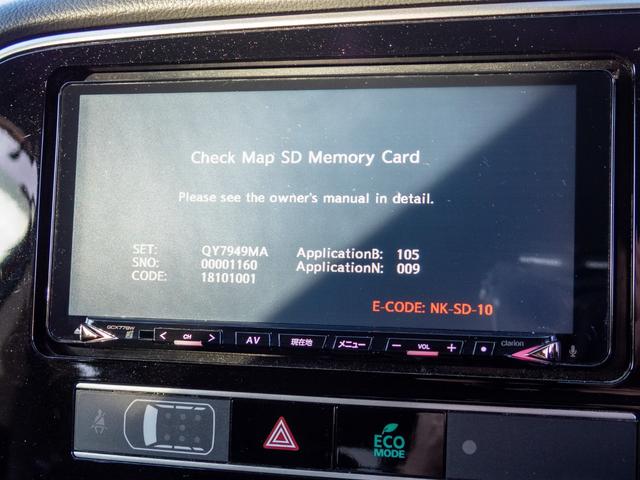 Check Map SD Memory Card
Please see the owner's manual in detail.
SET: QY7949MA ApplicationB: 105
SNO: 00001160 ApplicationN: 009
CODE: 18101001
E-CODE: NK-SD-10
GCX779W
< CH > AV 現在地 メニュー − VOL + Clarion
ECO
MODE